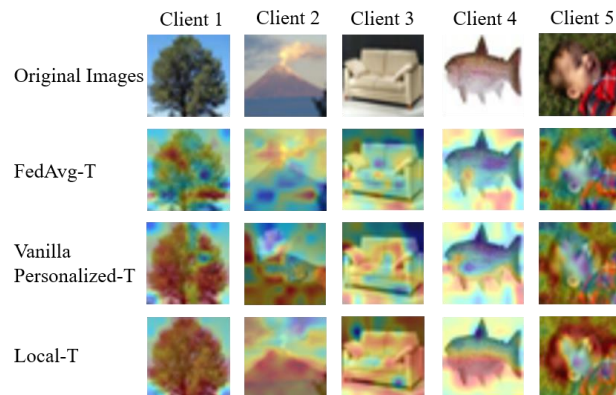 Client 1 Client 2 Client 3 Client 4 Client 5
Original Images
FedAvg-T
Vanilla
Personalized-T
Local-T